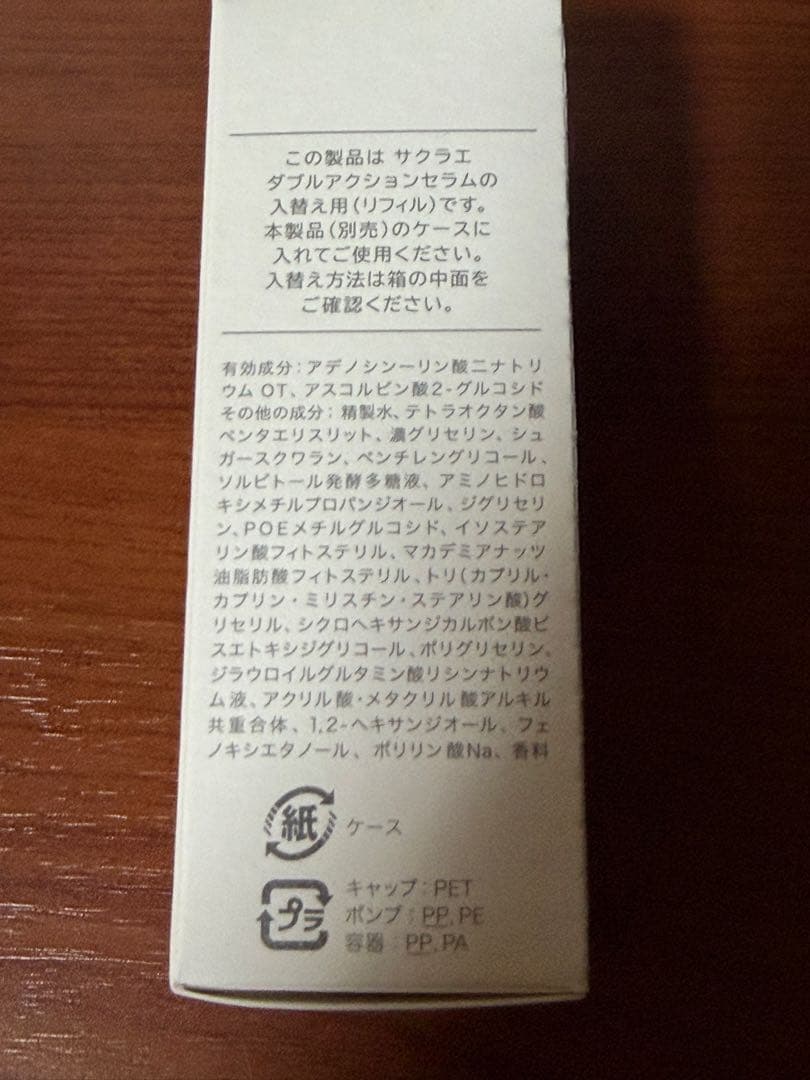 この製品は サクラエ
ダブルアクションセラムの
入替え用(リフィル)です。
本製品(別売)のケースに
入れてご使用ください。
入替え方法は箱の中面を
ご確認ください。
有効成分:アデノシン一リン酸二ナトリ
ウム OT、アスコルビン酸2-グルコシド
その他の成分:精製水、テトラオクタン酸
ペンタエリスリット、濃グリセリン、シュ
ガースクワラン、ペンチレングリコール、
ソルビトール発酵多糖液、アミノヒドロ
キシメチルプロパンジオール、ジグリセリ
ン、POEメチルグルコシド、イソステア
リン酸フィトステリル、マカデミアナッツ
油脂肪酸フィトステリル、トリ(カプリル・
カプリン・ミリスチン・ステアリン酸)グ
リセリル、シクロヘキサンジカルボン酸ビ
スエトキシジグリコール、ポリグリセリン、
ジラウロイルグルタミン酸リシンナトリウ
ム液、アクリル酸・メタクリル酸アルキル
共重合体、1,2-ヘキサンジオール、フェ
ノキシエタノール、ポリリン酸Na、香料
紙 ケース
プラ キャップ:PET
ポンプ:PP,PE
容器:PP,PA